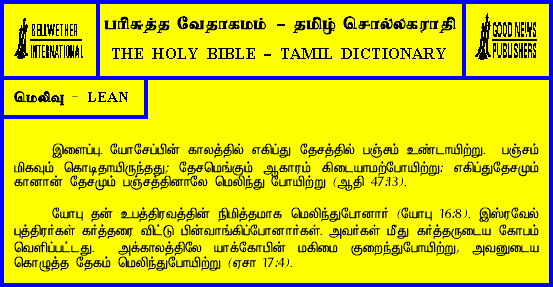 BELLWETHER
INTERNATIONAL
பரிசுத்த வேதாகமம் - தமிழ் சொல்லகராதி
THE HOLY BIBLE - TAMIL DICTIONARY
GOOD NEWS
PUBLISHERS
மெலிவு - LEAN
இளைப்பு. யோசேப்பின் காலத்தில் எகிப்து தேசத்தில் பஞ்சம் உண்டாயிற்று. பஞ்சம்
மிகவும் கொடிதாயிருந்தது; தேசமெங்கும் ஆகாரம் கிடையாமற்போயிற்று; எகிப்துதேசமும்
கானான் தேசமும் பஞ்சத்தினாலே மெலிந்து போயிற்று (ஆதி 47:13).
யோபு தன் உபத்திரவத்தின் நிமித்தமாக மெலிந்துபோனார் (யோபு 16:8). இஸ்ரவேல்
புத்திரர்கள் கர்த்தரை விட்டு பின்வாங்கிப்போனார்கள். அவர்கள் மீது கர்த்தருடைய கோபம்
வெளிப்பட்டது. அக்காலத்திலே யாக்கோபின் மகிமை குறைந்துபோயிற்று, அவனுடைய
கொழுத்த தேகம் மெலிந்துபோயிற்று (ஏசா 17:4).